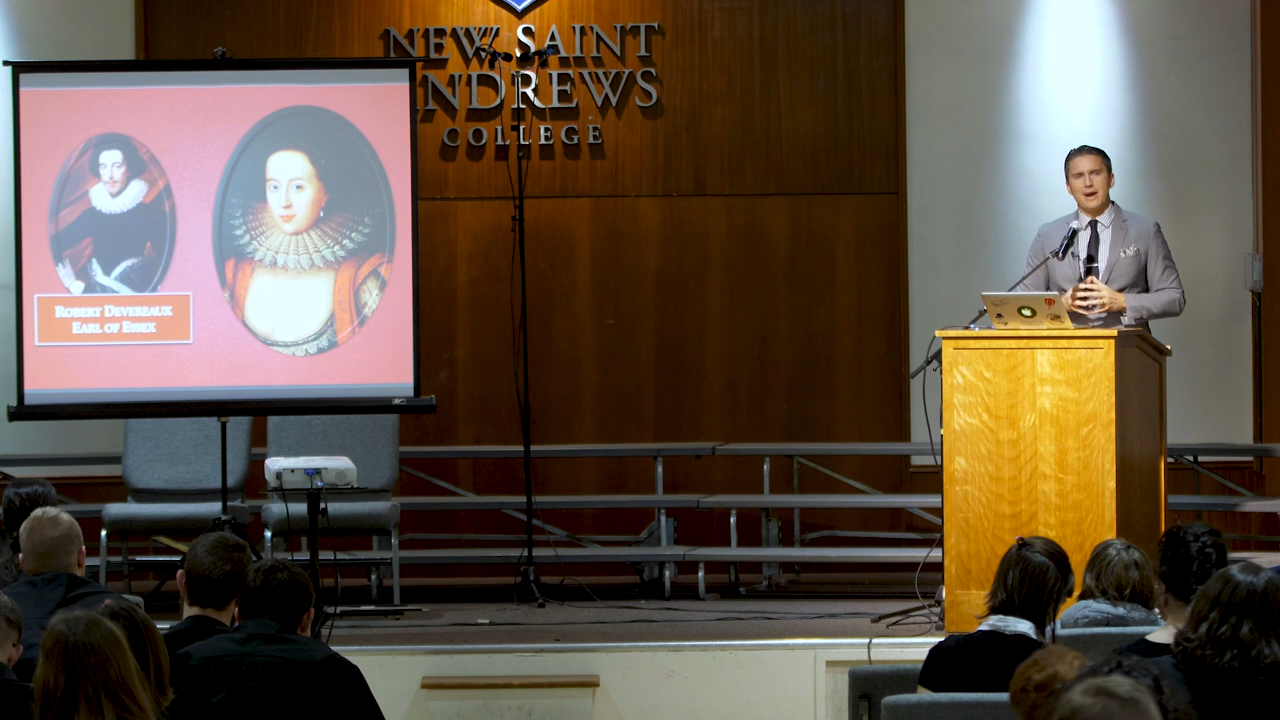 NEW SAINT
ANDREWS
COLLEGE
ROBERT DEVEREAUX
EARL OF ESSEX